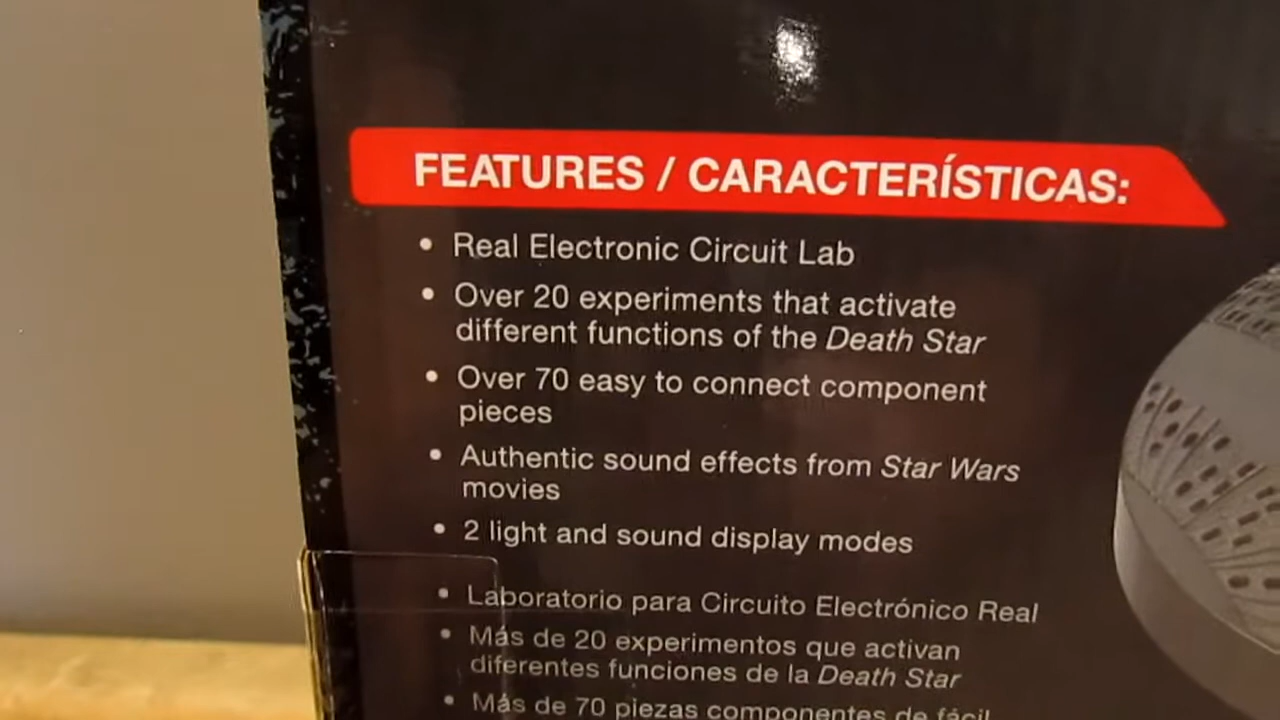 FEATURES / CARACTERÍSTICAS:
• Real Electronic Circuit Lab
• Over 20 experiments that activate
different functions of the Death Star
• Over 70 easy to connect component
pieces
• Authentic sound effects from Star Wars
movies
• 2 light and sound display modes
• Laboratorio para Circuito Electrónico Real
• Más de 20 experimentos que activan
diferentes funciones de la Death Star
• Más de 70 piezas componentes de fácil